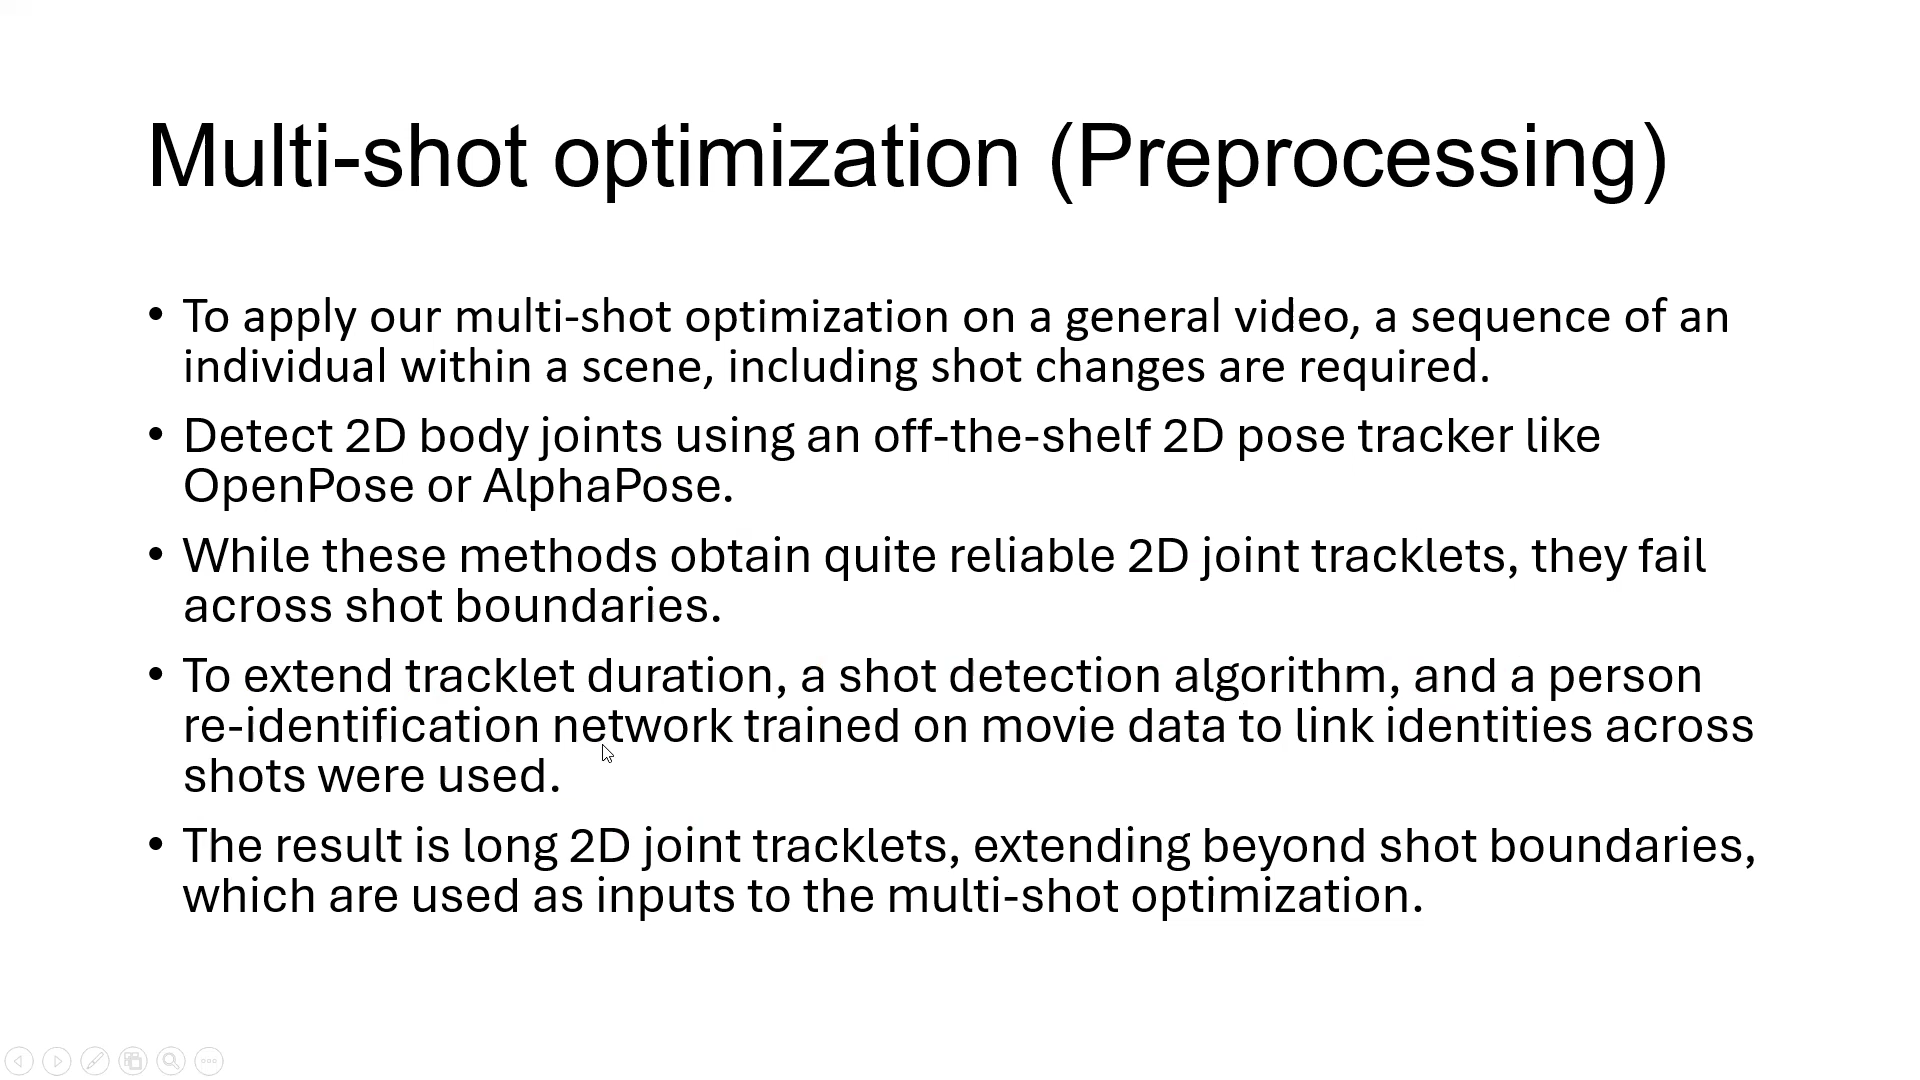 Multi-shot optimization (Preprocessing)
• To apply our multi-shot optimization on a general video, a sequence of an
individual within a scene, including shot changes are required.
• Detect 2D body joints using an off-the-shelf 2D pose tracker like
OpenPose or AlphaPose.
• While these methods obtain quite reliable 2D joint tracklets, they fail
across shot boundaries.
• To extend tracklet duration, a shot detection algorithm, and a person
re-identification network trained on movie data to link identities across
shots were used.
• The result is long 2D joint tracklets, extending beyond shot boundaries,
which are used as inputs to the multi-shot optimization.